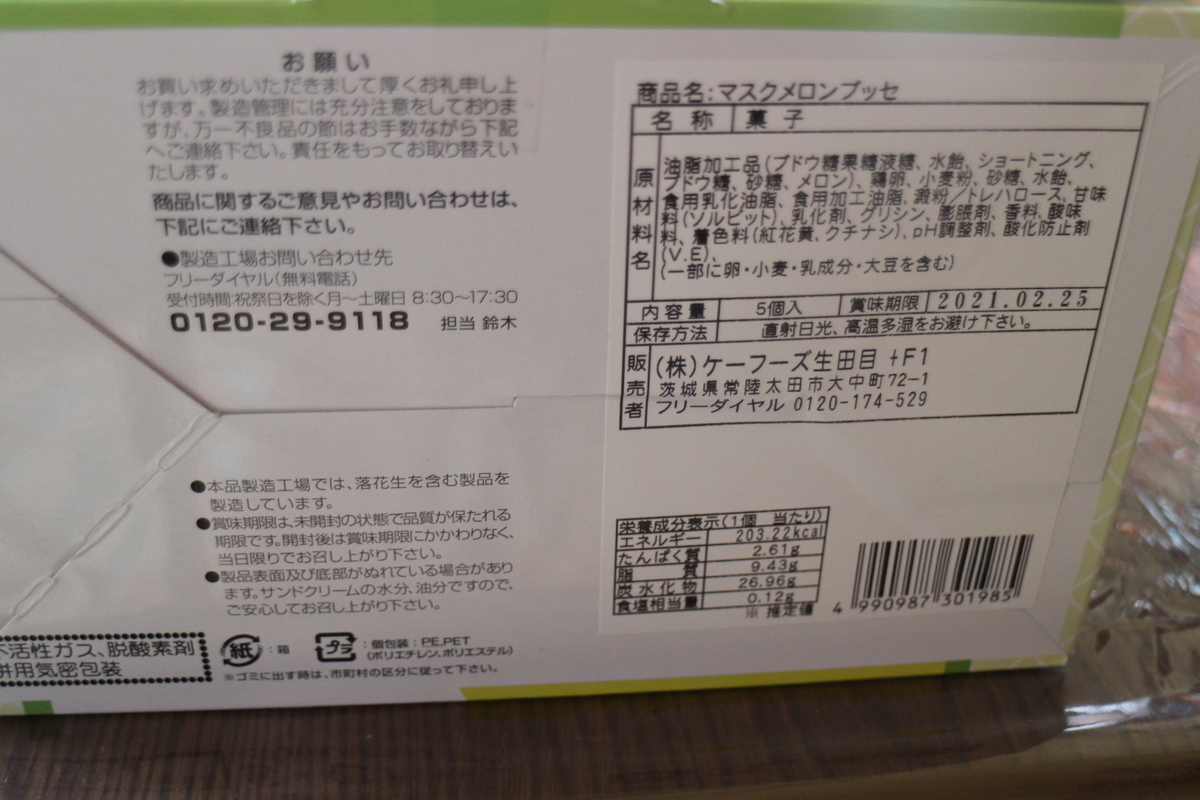 お願い
お買い求めいただきまして厚くお礼申し上
げます。製造管理には充分注意をしておりま
すが、万一不良品の節はお手数ながら下記
へご連絡下さい。責任をもってお取り替えい
たします。
商品に関するご意見やお問い合わせは、
下記にご連絡下さい。
●製造工場お問い合わせ先
フリーダイヤル(無料電話)
受付時間:祝祭日を除く月〜土曜日 8:30〜17:30
0120-29-9118 担当 鈴木
●本品製造工場では、落花生を含む製品を
製造しています。
●賞味期限は、未開封の状態で品質が保たれる
期限です。開封後は賞味期限にかかわりなく、
当日限りでお召し上がり下さい。
●製品表面及び底部がぬれている場合があり
ます。サンドクリームの水分、油分ですので、
ご安心してお召し上がり下さい。
不活性ガス、脱酸素剤
併用気密包装
紙 : 箱
プラ : 個包装 : PE,PET
(ポリエチレン、ポリエステル)
※ゴミに出す時は、市町村の区分に従って下さい。
商品名:マスクメロンブッセ
名称 菓子
原材料名 油脂加工品(ブドウ糖果糖液糖、水飴、ショートニング、
ブドウ糖、砂糖、メロン)、鶏卵、小麦粉、砂糖、水飴、
食用乳化油脂、食用加工油脂、澱粉/トレハロース、甘味
料(ソルビット)、乳化剤、グリシン、膨脹剤、香料、酸味
料、着色料(紅花黄、クチナシ)、pH調整剤、酸化防止剤
(V.E)、
(一部に卵・小麦・乳成分・大豆を含む)
内容量 5個入 賞味期限 2021.02.25
保存方法 直射日光、高温多湿をお避け下さい。
販売者 (株)ケーフーズ生田目 +F1
茨城県常陸太田市大中町72-1
フリーダイヤル 0120-174-529
栄養成分表示(1個 当たり)
エネルギー 203.22kcal
たんぱく質 2.61g
脂質 9.43g
炭水化物 26.96g
食塩相当量 0.12g
※ 推定値
4 990987 301985